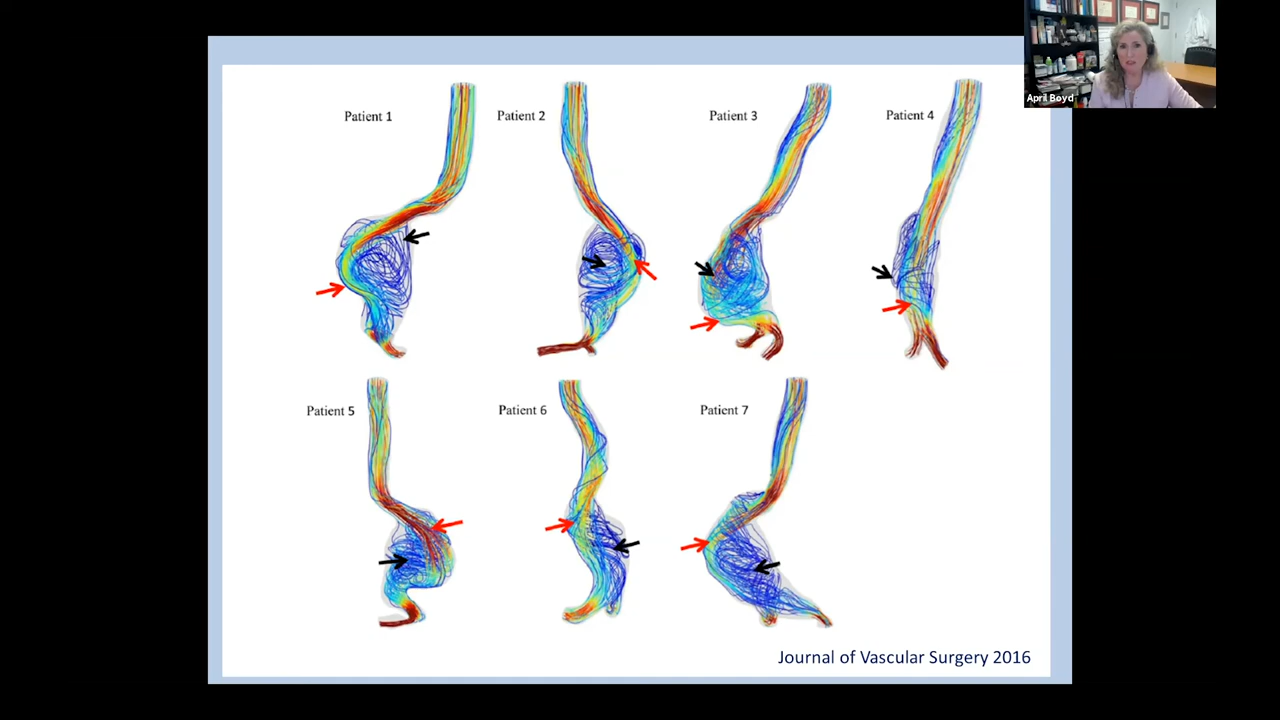 April Boyd
Patient 1
Patient 2
Patient 3
Patient 4
Patient 5
Patient 6
Patient 7
Journal of Vascular Surgery 2016